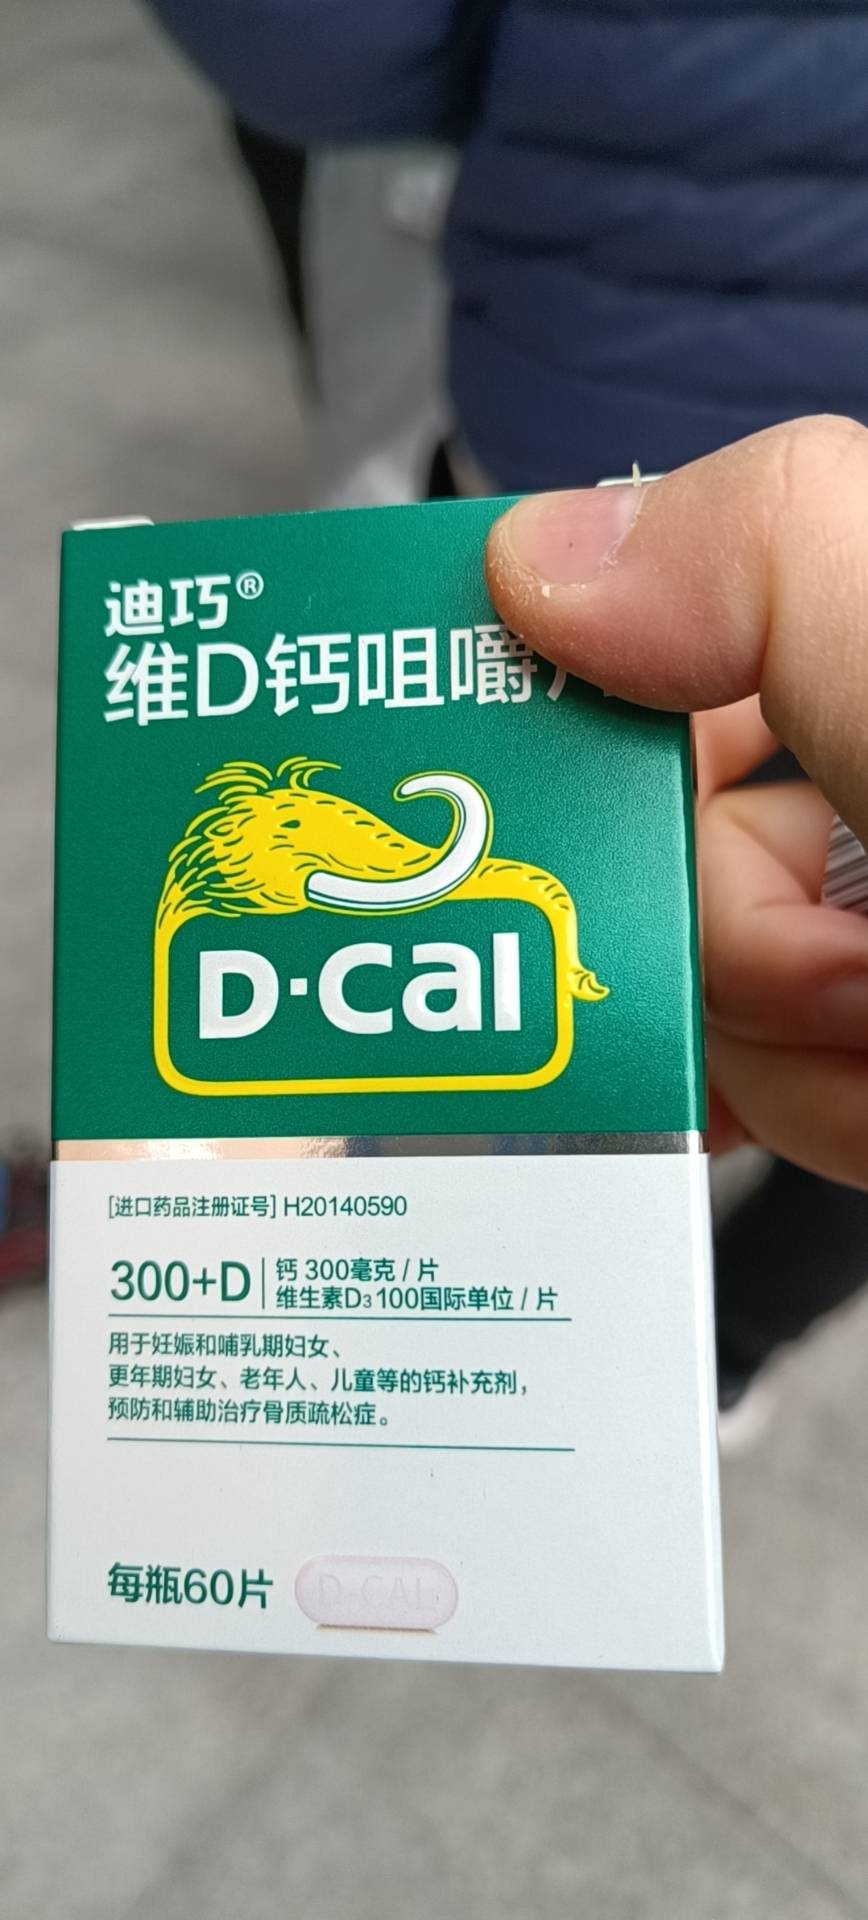 迪巧®
维D钙咀嚼
D·Cal
[进口药品注册证号] H20140590
300+D
钙 300毫克 / 片
维生素D₃ 100国际单位 / 片
用于妊娠和哺乳期妇女、
更年期妇女、老年人、儿童等的钙补充剂，
预防和辅助治疗骨质疏松症。
每瓶60片
D-CAL